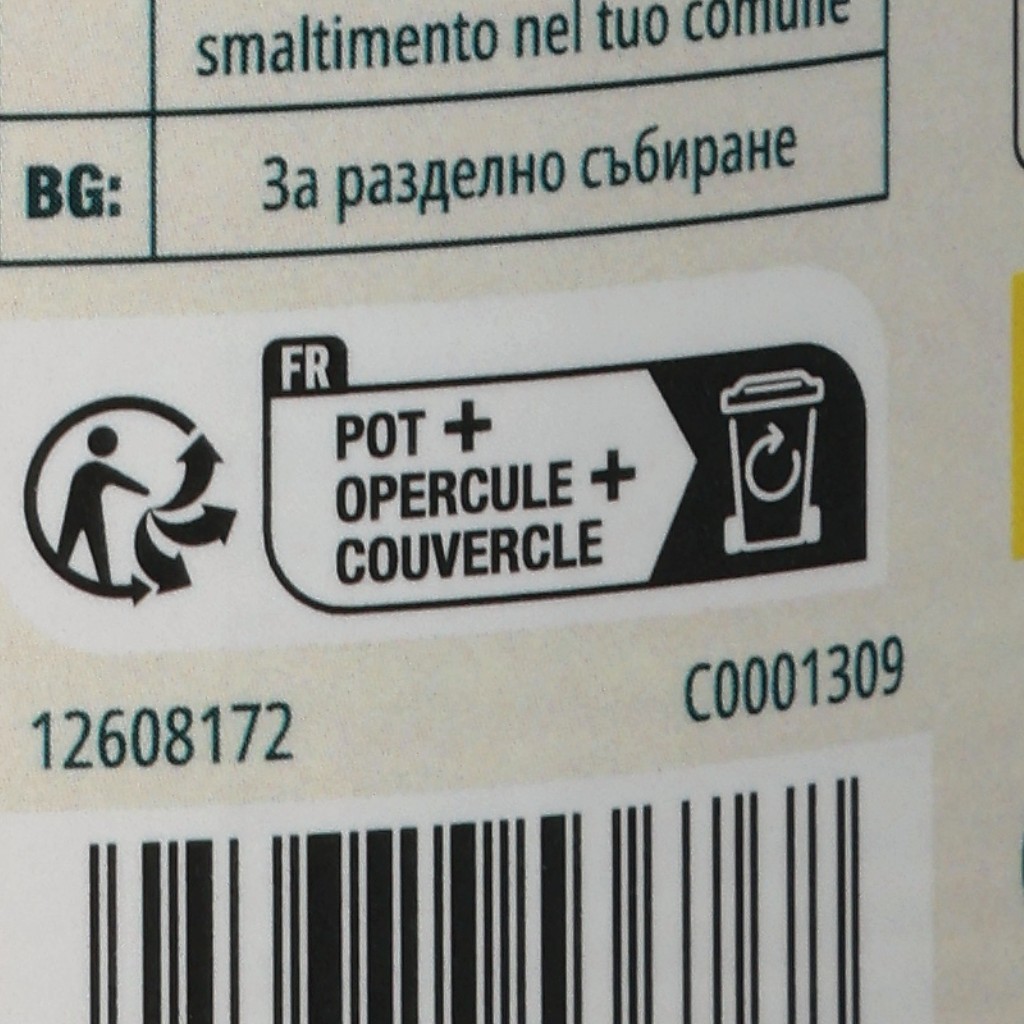 smaltimento nel tuo comune
BG:
За разделно събиране
FR
POT +
OPERCULE +
COUVERCLE
12608172
C0001309